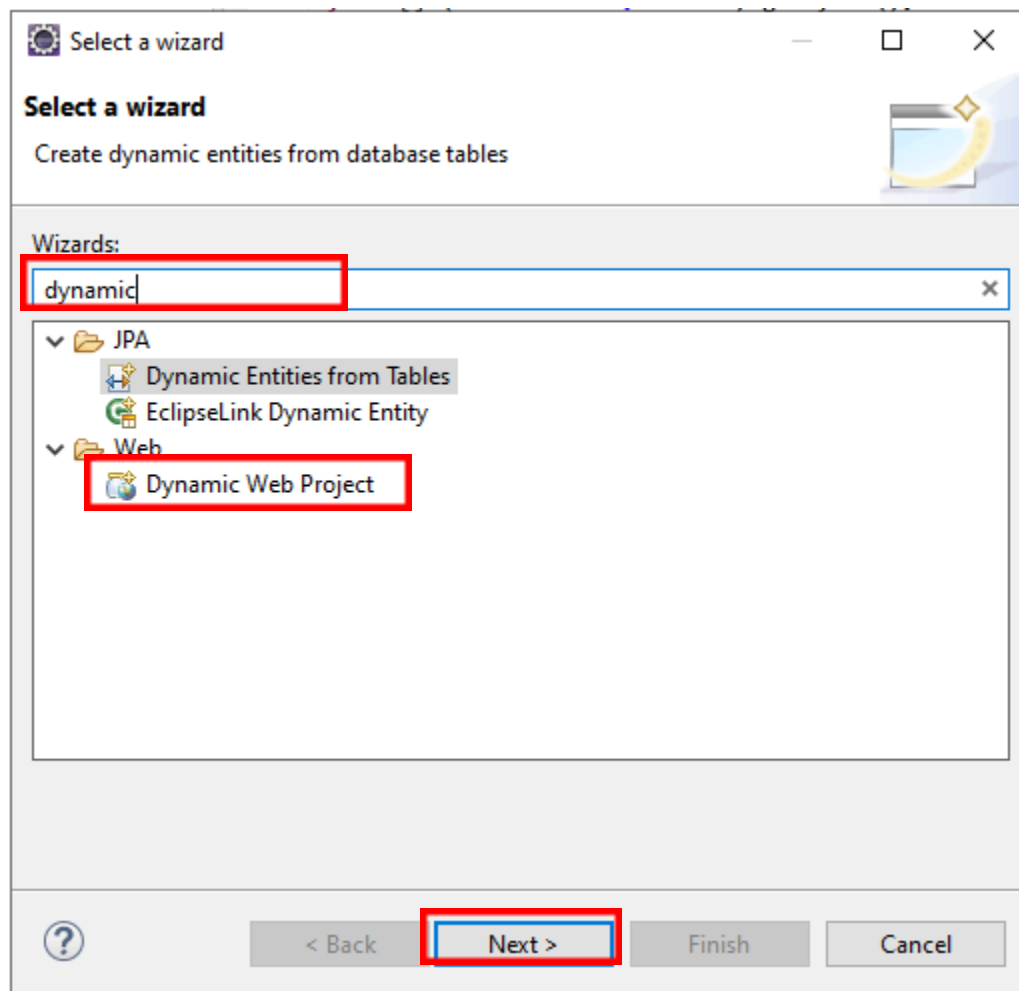 Select a wizard
Select a wizard
Create dynamic entities from database tables
Wizards:
dynamic
JPA
Dynamic Entities from Tables
EclipseLink Dynamic Entity
Web
Dynamic Web Project
< Back Next > Finish Cancel